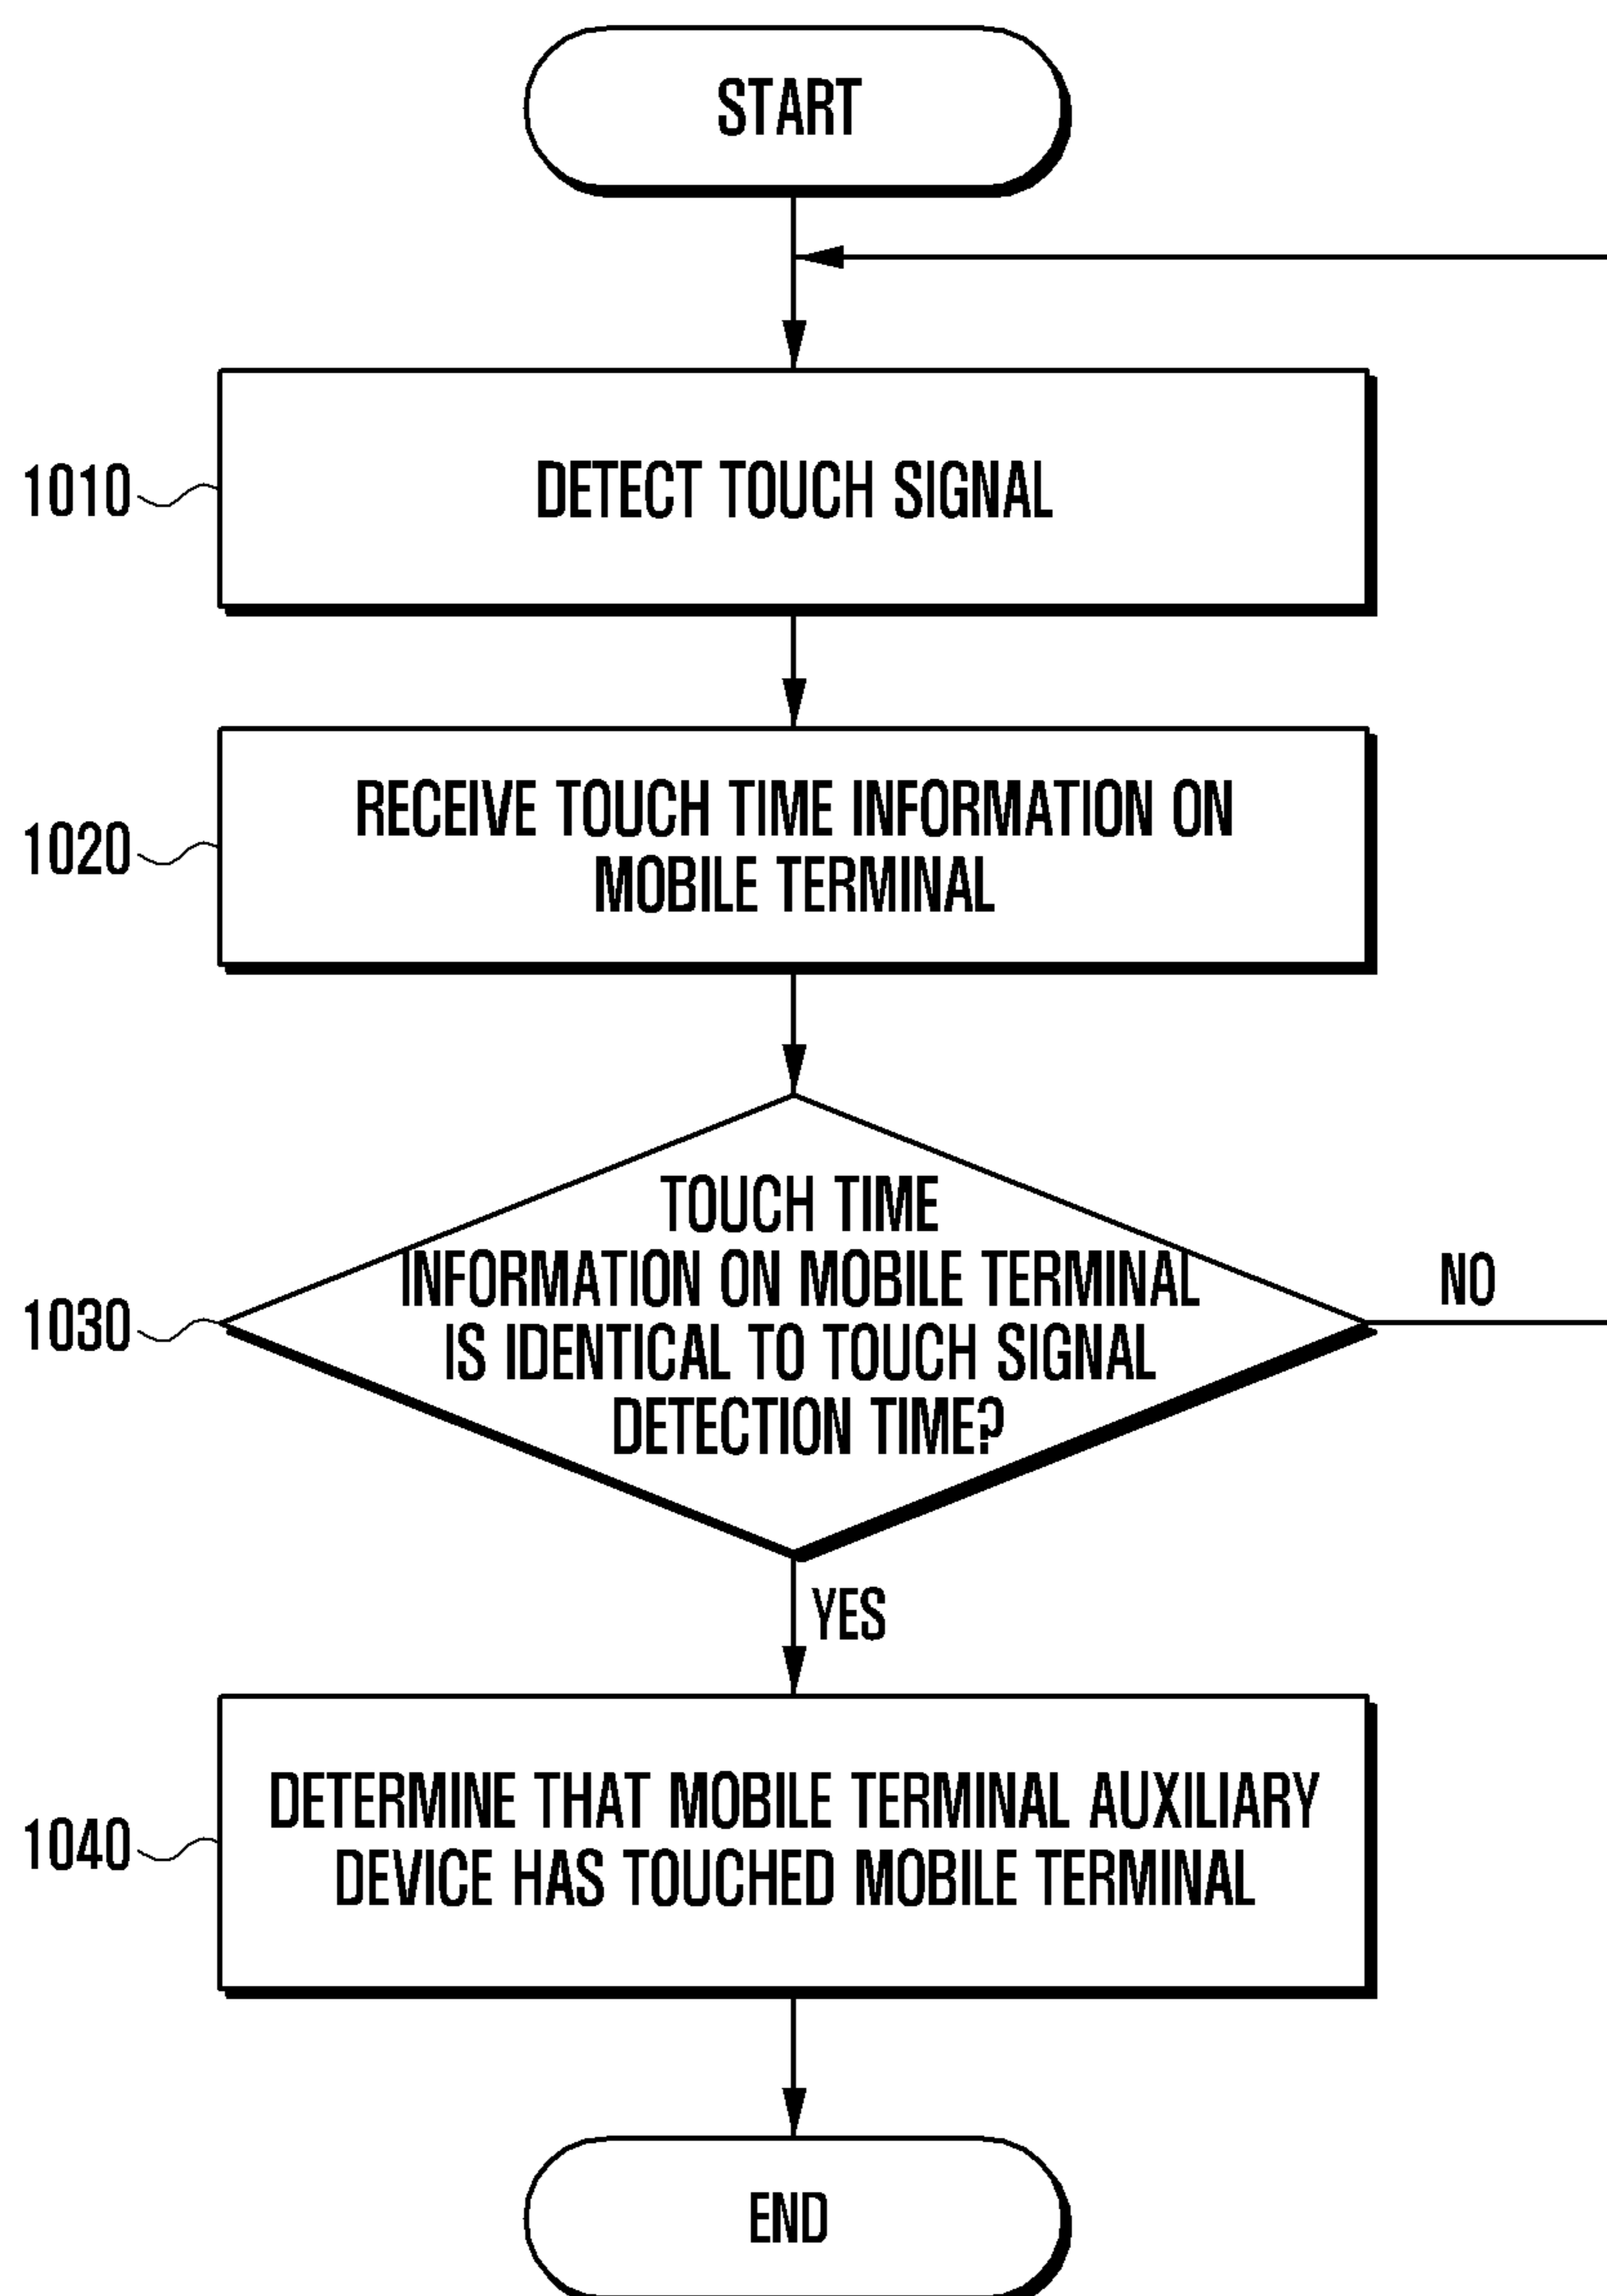 START
1010
DETECT TOUCH SIGNAL
1020
RECEIVE TOUCH TIME INFORMATION ON
MOBILE TERMINAL
1030
TOUCH TIME
INFORMATION ON MOBILE TERMINAL
IS IDENTICAL TO TOUCH SIGNAL
DETECTION TIME?
NO
YES
1040
DETERMINE THAT MOBILE TERMINAL AUXILIARY
DEVICE HAS TOUCHED MOBILE TERMINAL
END